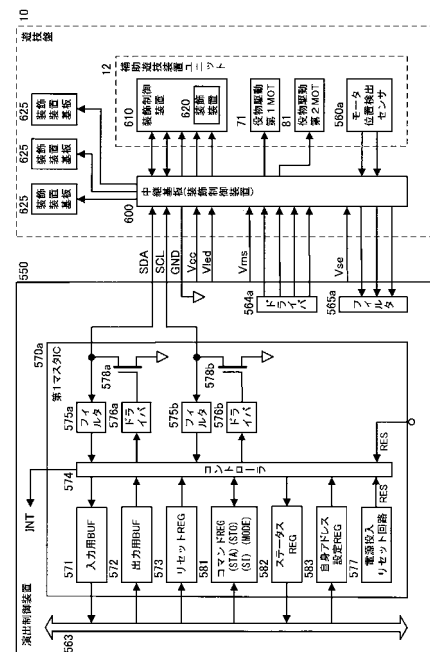 10
遊技盤
12
補助遊技装置ユニット
625
装飾装置
基板
625
装飾装置
基板
625
装飾装置
基板
610
装飾制御
装置
620
装飾
装置
71
役物駆動
第1MOT
81
役物駆動
第2MOT
560a
モータ
位置検出
センサ
600
中継基板(装飾制御装置)
SDA
SCL
GND
Vcc
Vled
Vms
Vse
550
564a
ドライバ
565a
フィルタ
570a
第1マスタIC
575a
フィルタ
576a
ドライバ
578a
575b
フィルタ
576b
ドライバ
578b
INT
574
コントローラ
RES
RES
571
入力用BUF
572
出力用BUF
573
リセットREG
581
コマンドREG
(STA)(STO)
(SI)(MODE)
582
ステータス
REG
583
自身アドレス
設定REG
577
電源投入
リセット回路
演出制御装置
563